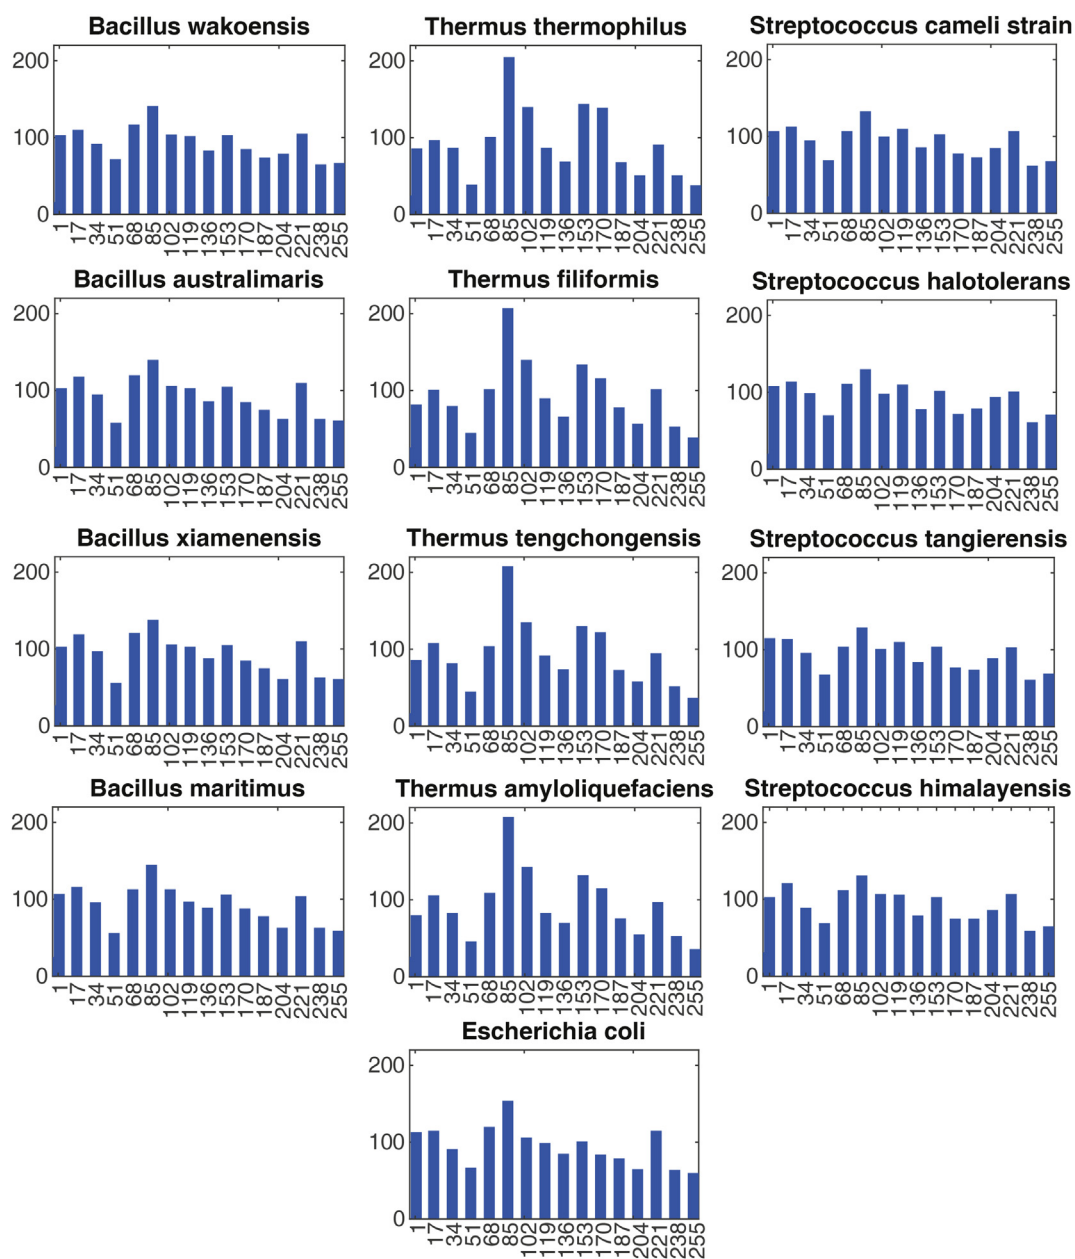 Bacillus wakoensis
200
100
0
1 17 34 51 68 85 102 119 136 153 170 187 204 221 238 255
Thermus thermophilus
200
100
0
1 17 34 51 68 85 102 119 136 153 170 187 204 221 238 255
Streptococcus cameli strain
200
100
0
1 17 34 51 68 85 102 119 136 153 170 187 204 221 238 255
Bacillus australimaris
200
100
0
1 17 34 51 68 85 102 119 136 153 170 187 204 221 238 255
Thermus filiformis
200
100
0
1 17 34 51 68 85 102 119 136 153 170 187 204 221 238 255
Streptococcus halotolerans
200
100
0
1 17 34 51 68 85 102 119 136 153 170 187 204 221 238 255
Bacillus xiamenensis
200
100
0
1 17 34 51 68 85 102 119 136 153 170 187 204 221 238 255
Thermus tengchongensis
200
100
0
1 17 34 51 68 85 102 119 136 153 170 187 204 221 238 255
Streptococcus tangierensis
200
100
0
1 17 34 51 68 85 102 119 136 153 170 187 204 221 238 255
Bacillus maritimus
200
100
0
1 17 34 51 68 85 102 119 136 153 170 187 204 221 238 255
Thermus amyloliquefaciens
200
100
0
1 17 34 51 68 85 102 119 136 153 170 187 204 221 238 255
Streptococcus himalayensis
200
100
0
1 17 34 51 68 85 102 119 136 153 170 187 204 221 238 255
Escherichia coli
200
100
0
1 17 34 51 68 85 102 119 136 153 170 187 204 221 238 255